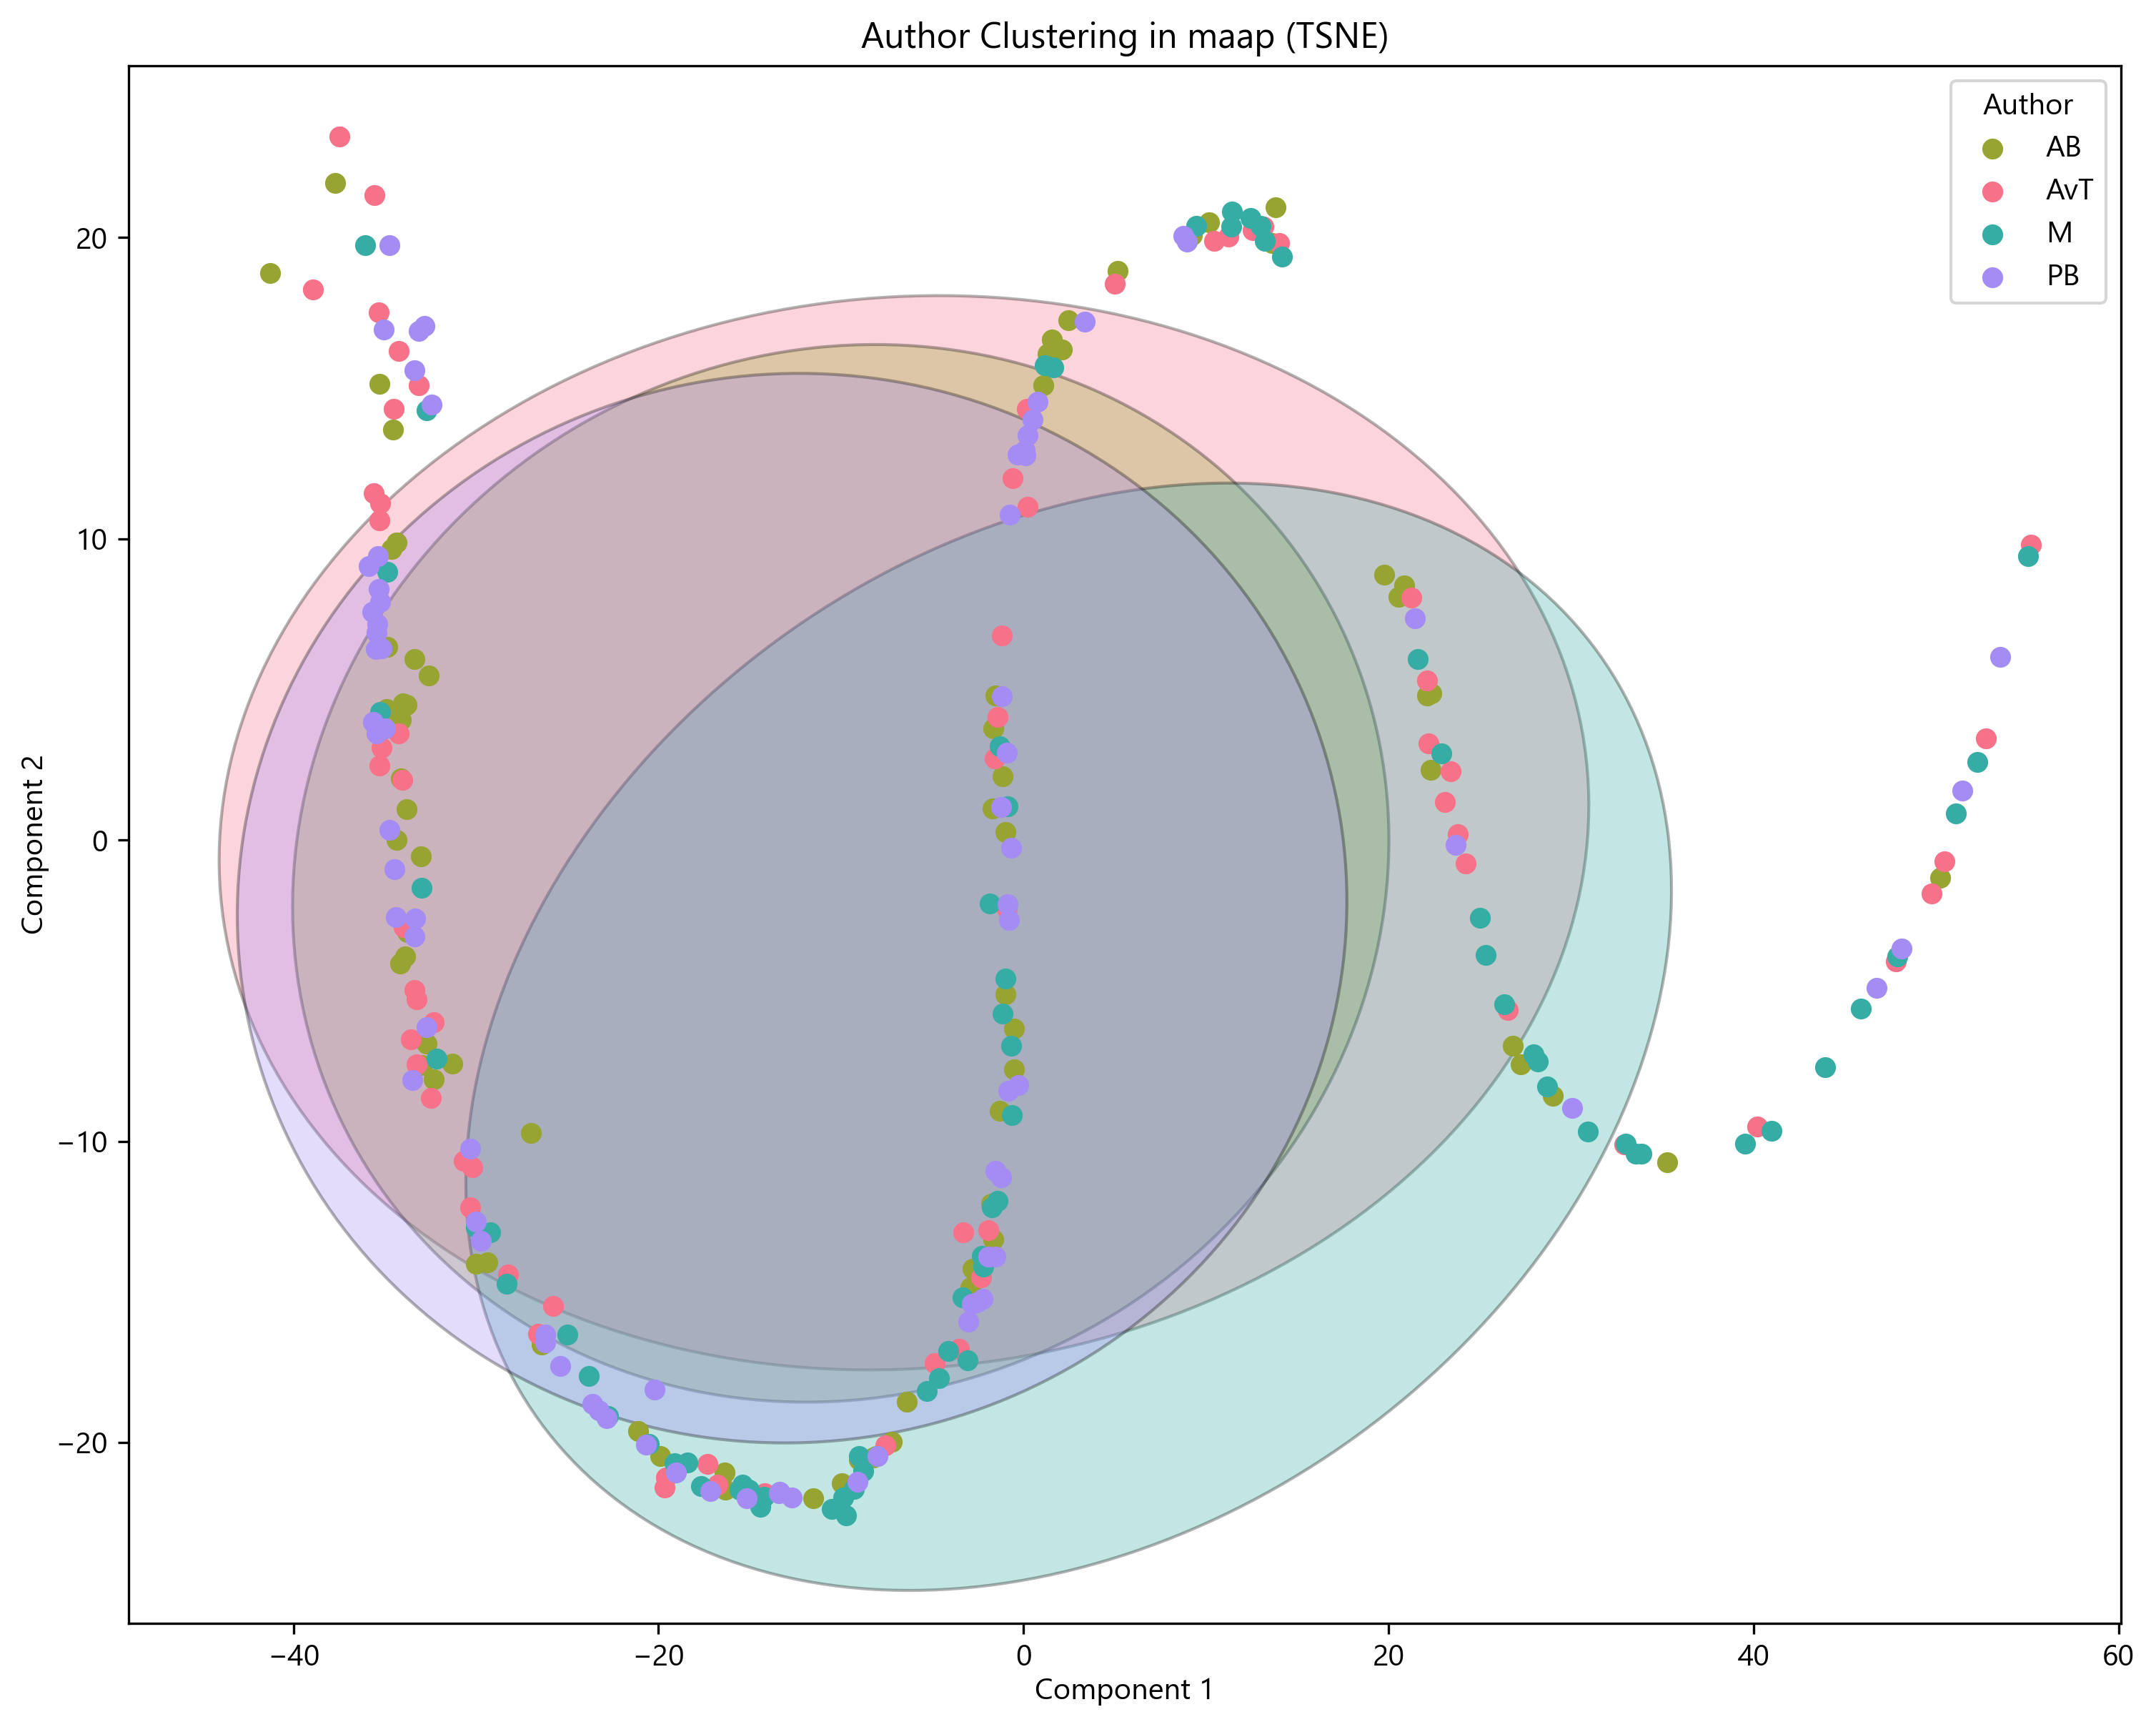 Author Clustering in maap (TSNE)
Author
AB
AvT
M
PB
Component 2
20
10
0
−10
−20
−40
−20
0
20
40
60
Component 1